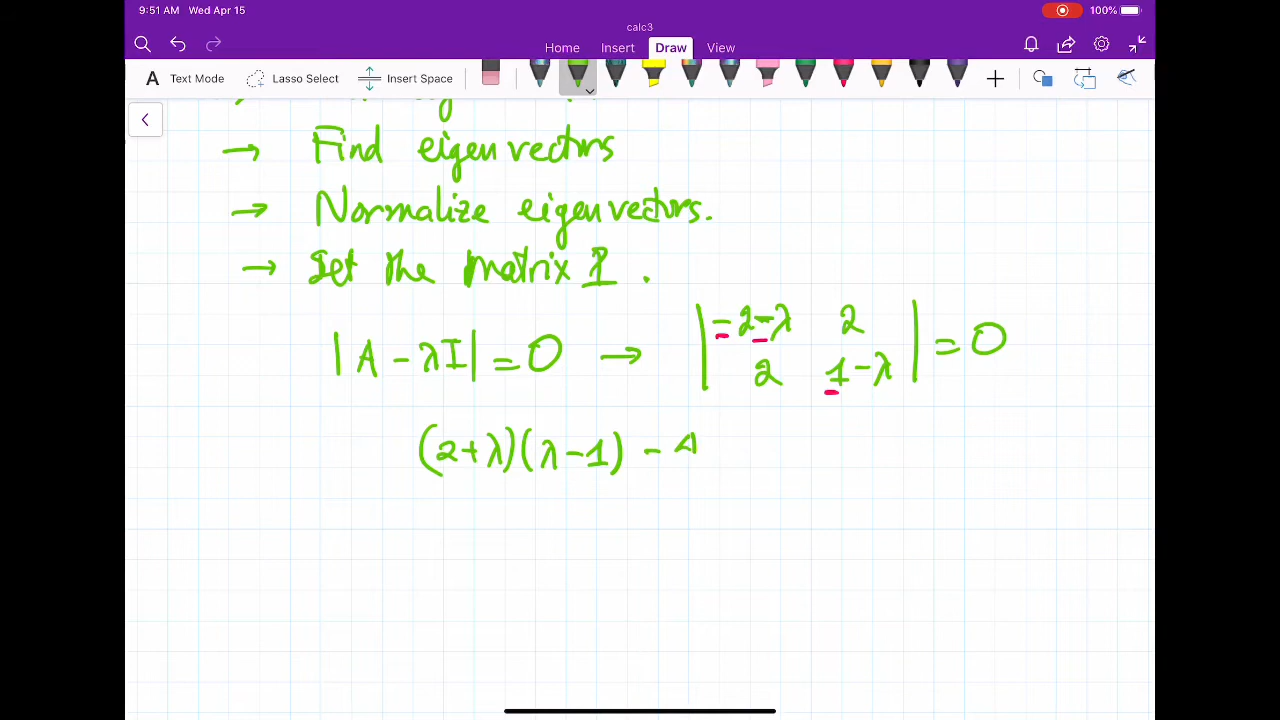 9:51 AM Wed Apr 15
100%
calc3
Home Insert Draw View
Text Mode Lasso Select Insert Space
→ Find eigenvectors
→ Normalize eigenvectors.
→ Set the matrix P.
|A - λI| = 0 → |-2-λ 2
2 1-λ| = 0
(2+λ)(λ-1) - 4